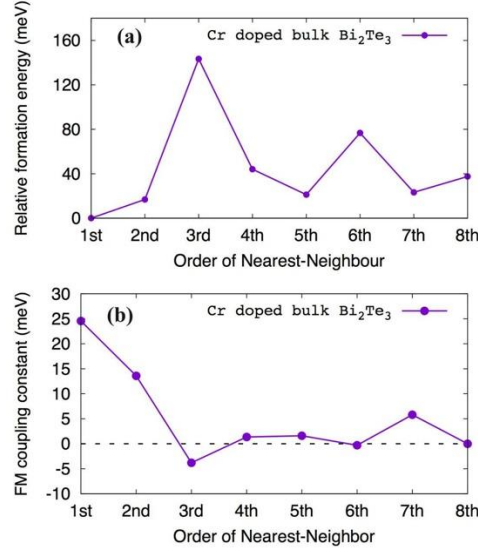 (a)
Cr doped bulk Bi₂Te₃
Relative formation energy (meV)
160
120
80
40
0
1st 2nd 3rd 4th 5th 6th 7th 8th
Order of Nearest-Neighbour
(b)
Cr doped bulk Bi₂Te₃
FM coupling constant (meV)
30
25
20
15
10
5
0
-5
-10
1st 2nd 3rd 4th 5th 6th 7th 8th
Order of Nearest-Neighbor